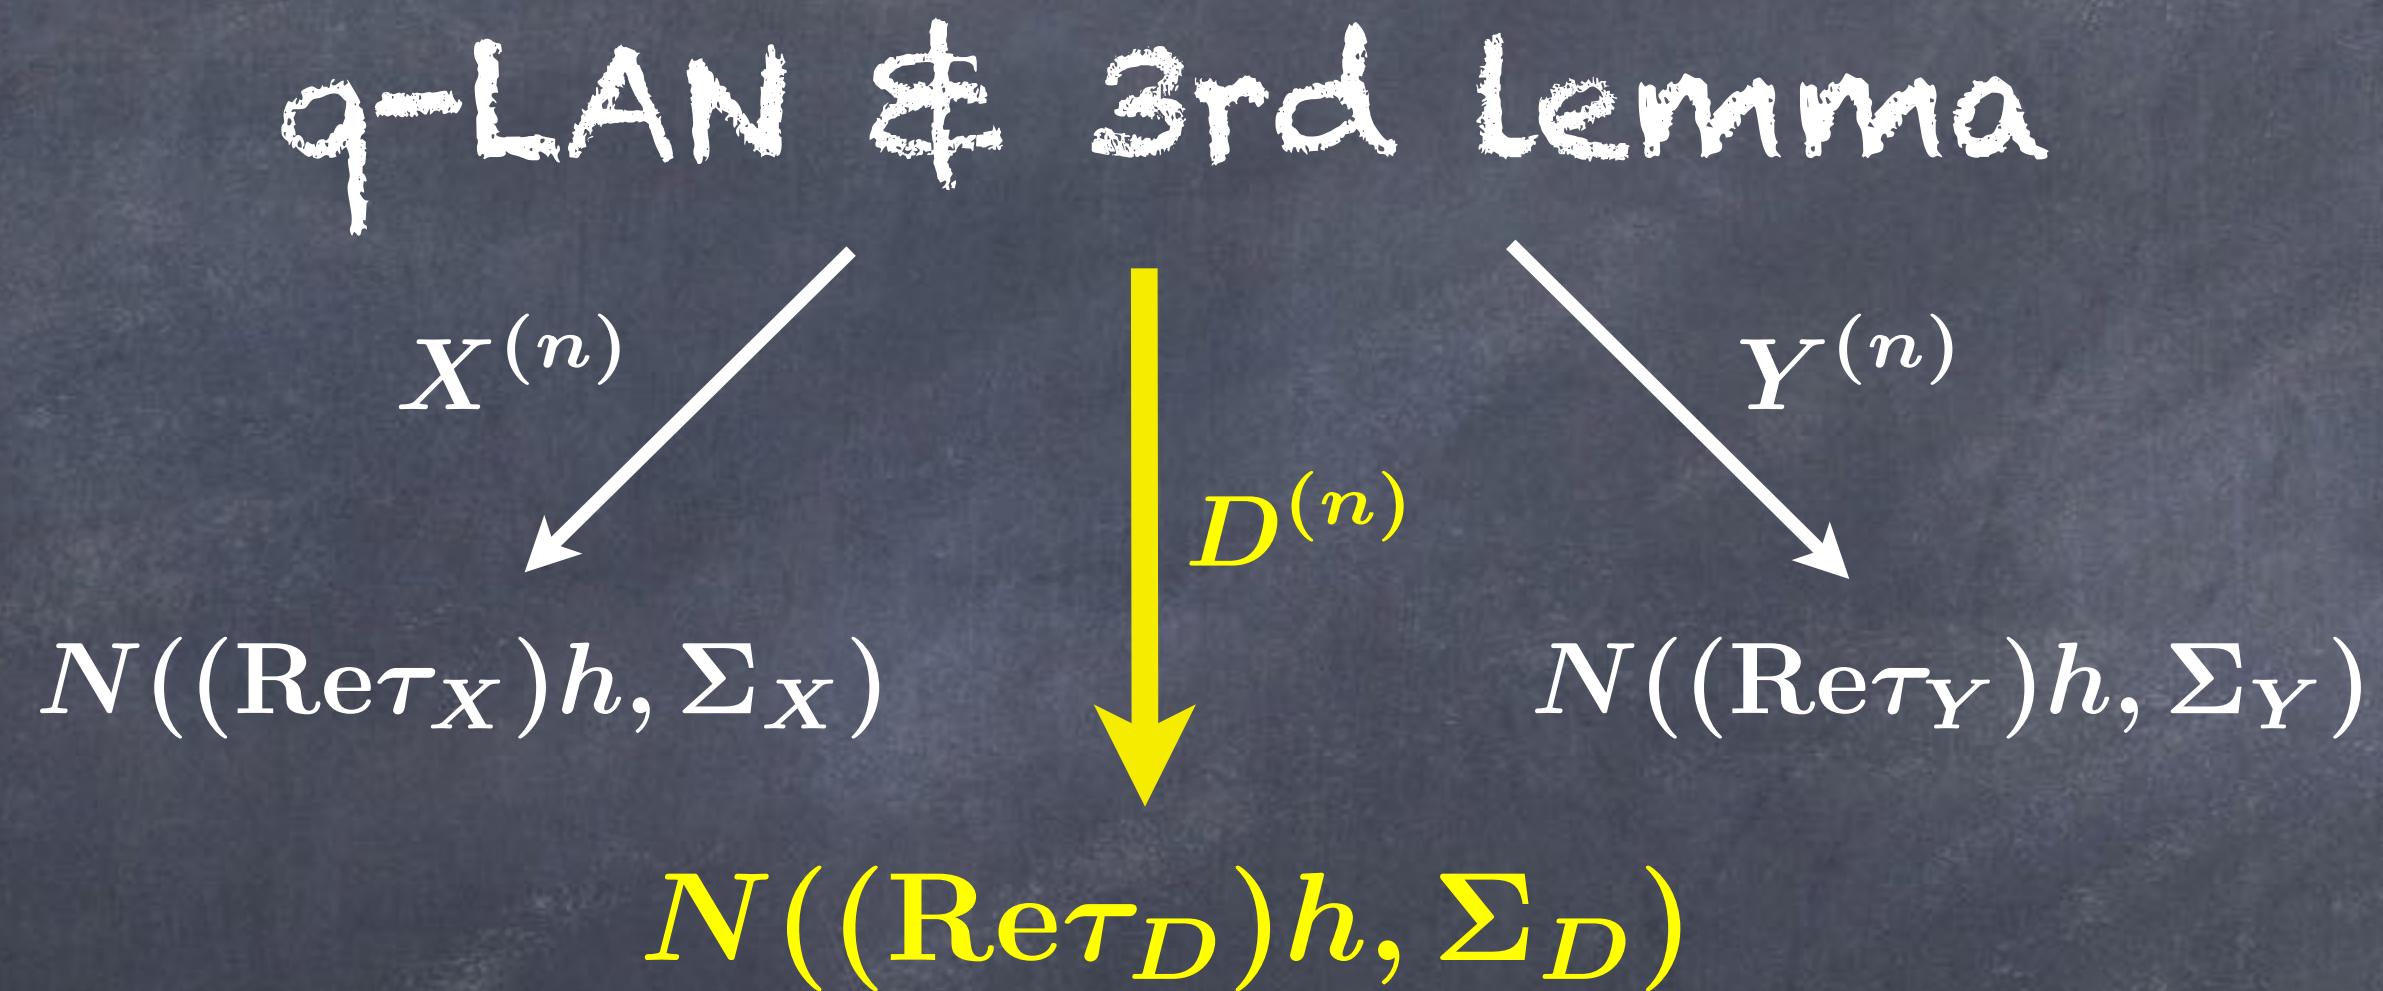 q-LAN & 3rd Lemma
X^{(n)}
Y^{(n)}
D^{(n)}
N((Reτ_X)h, Σ_X)
N((Reτ_Y)h, Σ_Y)
N((Reτ_D)h, Σ_D)